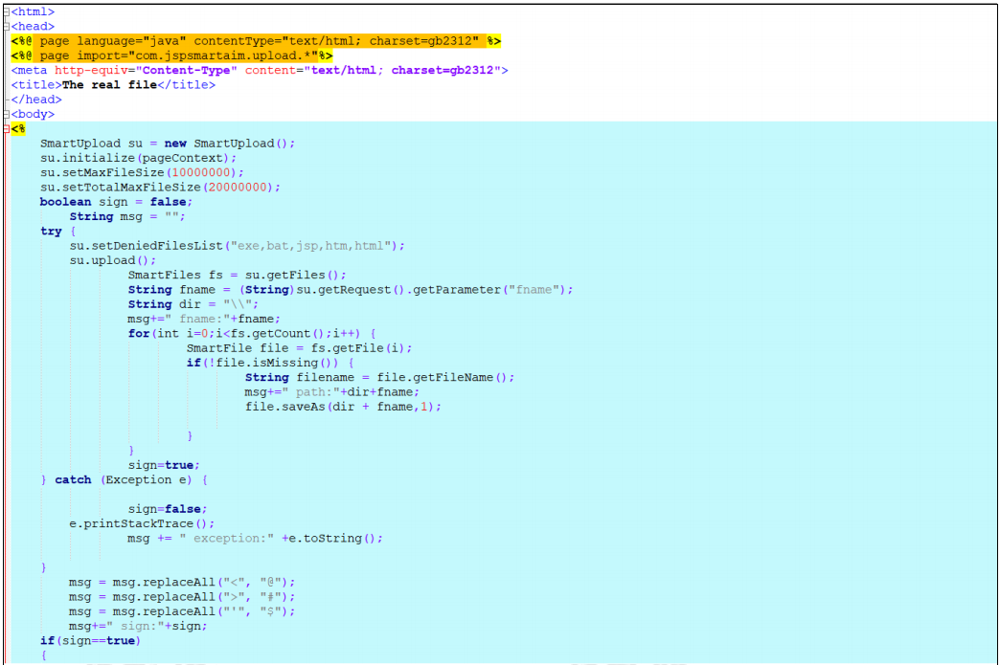 <html>
<head>
<%@ page language="java" contentType="text/html; charset=gb2312" %>
<%@ page import="com.jspsmartaim.upload.*"%>
<meta http-equiv="Content-Type" content="text/html; charset=gb2312">
<title>The real file</title>
</head>
<body>
<%
SmartUpload su = new SmartUpload();
su.initialize(pageContext);
su.setMaxFileSize(10000000);
su.setTotalMaxFileSize(20000000);
boolean sign = false;
String msg = "";
try {
su.setDeniedFilesList("exe,bat,jsp,htm,html");
su.upload();
SmartFiles fs = su.getFiles();
String fname = (String)su.getRequest().getParameter("fname");
String dir = "\\";
msg+=" fname:"+fname;
for(int i=0;i<fs.getCount();i++) {
SmartFile file = fs.getFile(i);
if(!file.isMissing()) {
String filename = file.getFileName();
msg+=" path:"+dir+fname;
file.saveAs(dir + fname,1);
}
}
sign=true;
} catch (Exception e) {
sign=false;
e.printStackTrace();
msg += " exception:" +e.toString();
}
msg = msg.replaceAll("<", "@");
msg = msg.replaceAll(">", "#");
msg = msg.replaceAll("'", "$");
msg+=" sign:"+sign;
if(sign==true)
{